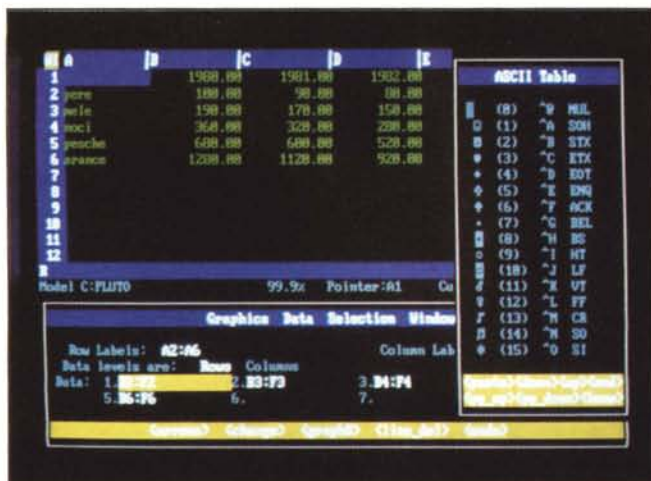 A B C D E
1 1980.00 1981.00 1982.00
2 pere 100.00 90.00 80.00
3 mele 190.00 170.00 150.00
4 noci 360.00 320.00 280.00
5 pesche 600.00 600.00 520.00
6 arance 1280.00 1120.00 920.00
7
8
9
10
11
12
Model C:PLUTO 99.9% Pointer:A1 Cu
Graphics Data Selection Window
Row Labels: A2:A6 Column Lab
Data levels are: Rows Columns
Data: 1. 2.B3:F3 3.B4:F4
5.B6:F6 6. 7.
<change> <graphD> <line_del>
ASCII Table
(0) ^@ NUL
(1) ^A SOH
(2) ^B STX
(3) ^C ETX
(4) ^D EOT
(5) ^E ENQ
(6) ^F ACK
(7) ^G BEL
(8) ^H BS
(9) ^I HT
(10) ^J LF
(11) ^K VT
(12) ^L FF
(13) ^M CR
(14) ^N SO
(15) ^O SI